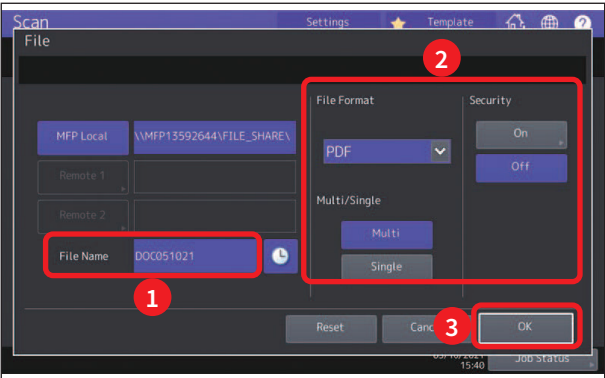 Scan
Settings
Template
File
2
File Format
Security
MFP Local
\\MFP13592644\FILE_SHARE\
On
PDF
Off
Remote 1
Multi/Single
Remote 2
Multi
File Name
DOC051021
Single
1
3
Reset
OK
15:40
Job Status